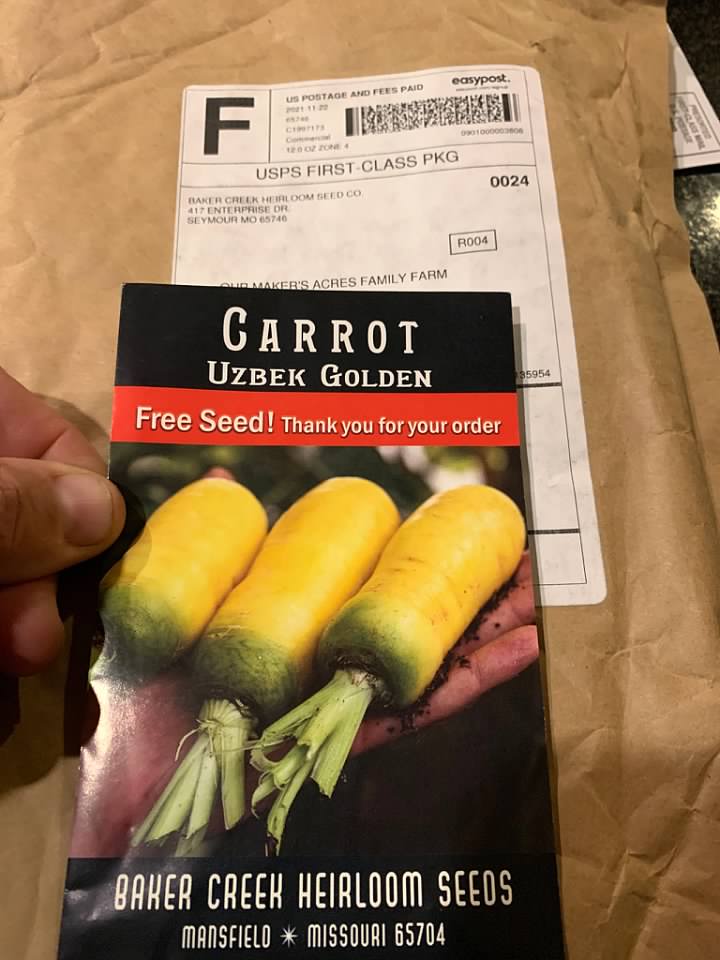 easypost.
F
US POSTAGE AND FEES PAID
2021-11-22
65746
C1997173
Commercial
12.0 OZ ZONE 4
0901000003808
USPS FIRST-CLASS PKG
BAKER CREEK HEIRLOOM SEED CO.
417 ENTERPRISE DR.
SEYMOUR MO 65746
0024
R004
OUR MAKER'S ACRES FAMILY FARM
35954
CARROT
UZBEK GOLDEN
Free Seed! Thank you for your order
BAKER CREEK HEIRLOOM SEEDS
MANSFIELD * MISSOURI 65704